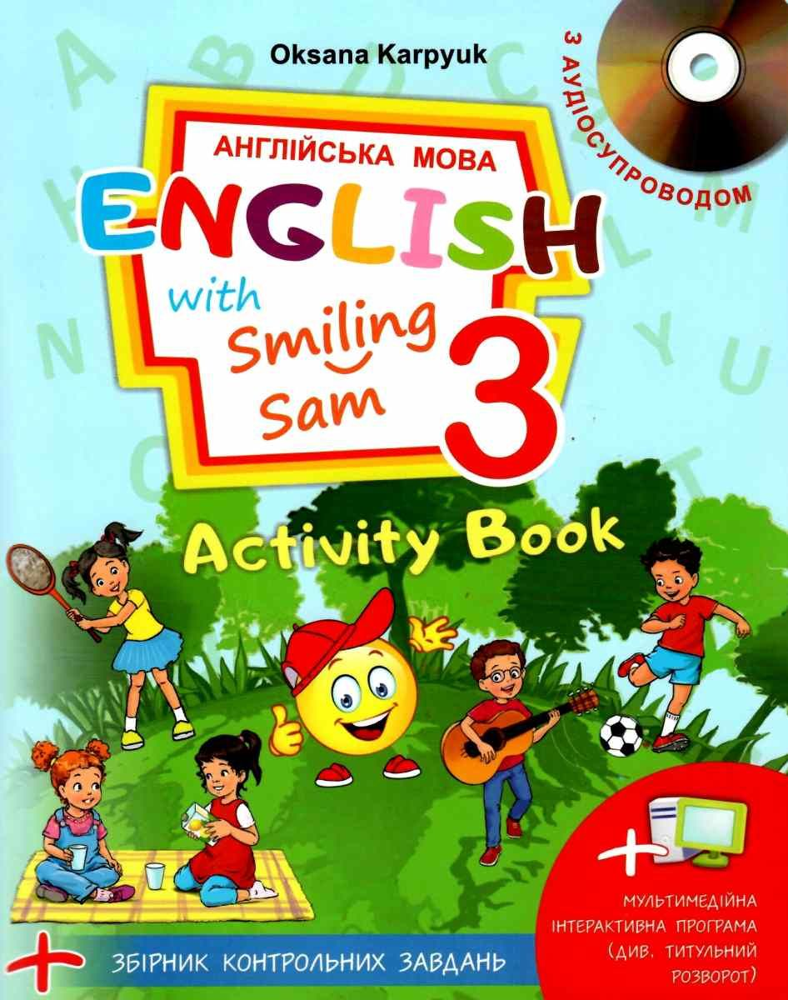 Oksana Karpyuk
З АУДІОСУПРОВОДОМ
АНГЛІЙСЬКА МОВА
ENGLISH
with
Smiling
Sam
3
Activity Book
МУЛЬТИМЕДІЙНА
ІНТЕРАКТИВНА ПРОГРАМА
(ДИВ. ТИТУЛЬНИЙ
РОЗВОРОТ)
+ ЗБІРНИК КОНТРОЛЬНИХ ЗАВДАНЬ